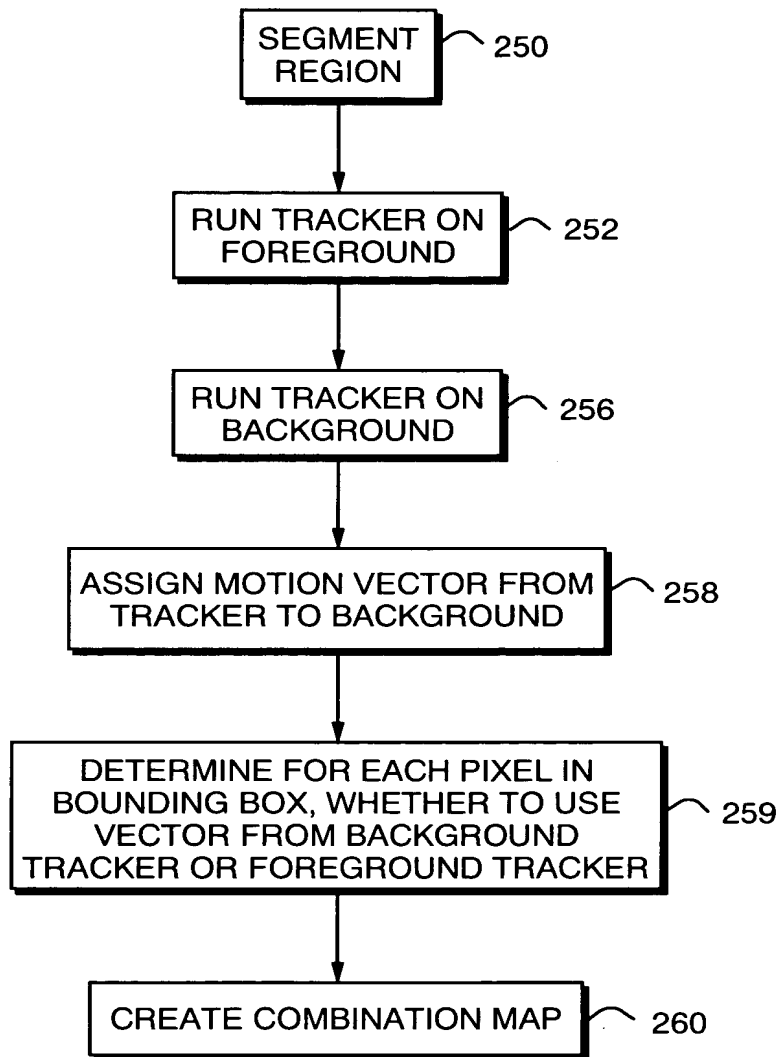 SEGMENT
REGION
250
RUN TRACKER ON
FOREGROUND
252
RUN TRACKER ON
BACKGROUND
256
ASSIGN MOTION VECTOR FROM
TRACKER TO BACKGROUND
258
DETERMINE FOR EACH PIXEL IN
BOUNDING BOX, WHETHER TO USE
VECTOR FROM BACKGROUND
TRACKER OR FOREGROUND TRACKER
259
CREATE COMBINATION MAP
260